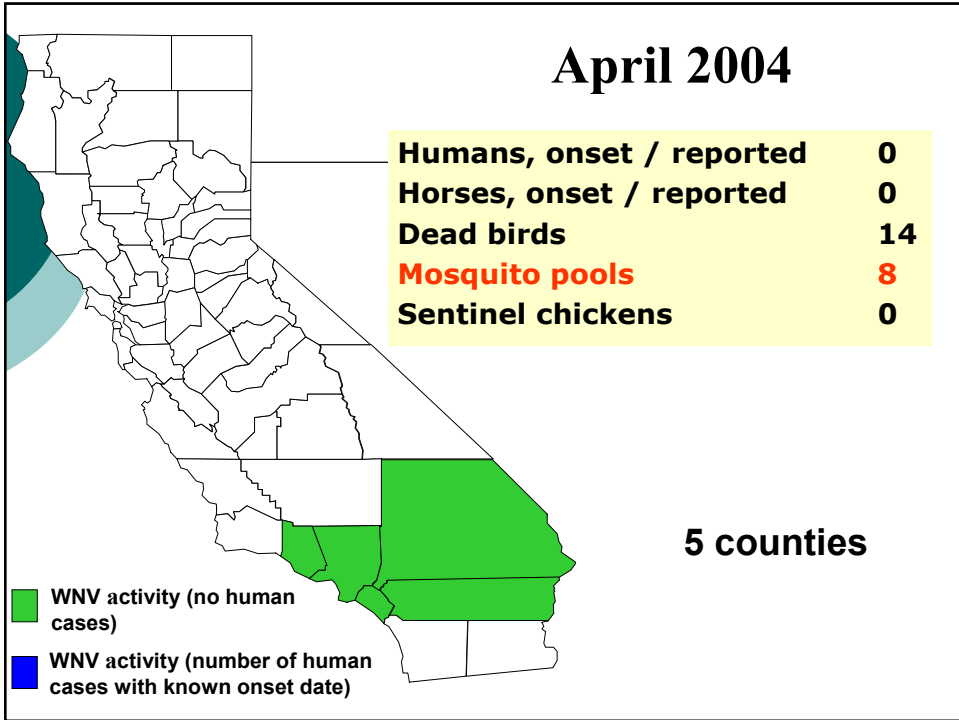 April 2004
Humans, onset / reported 0
Horses, onset / reported 0
Dead birds 14
Mosquito pools 8
Sentinel chickens 0
5 counties
WNV activity (no human
cases)
WNV activity (number of human
cases with known onset date)